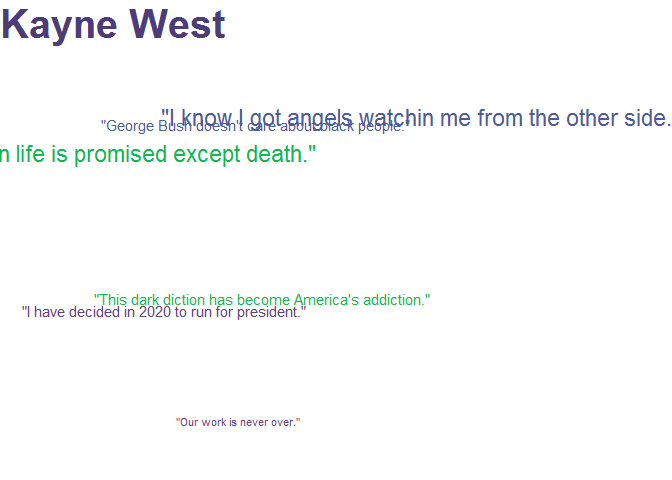 Kayne West
"I know I got angels watchin me from the other side.
"George Bush doesn't care about black people."
n life is promised except death."
"This dark diction has become America's addiction."
"I have decided in 2020 to run for president."
"Our work is never over."